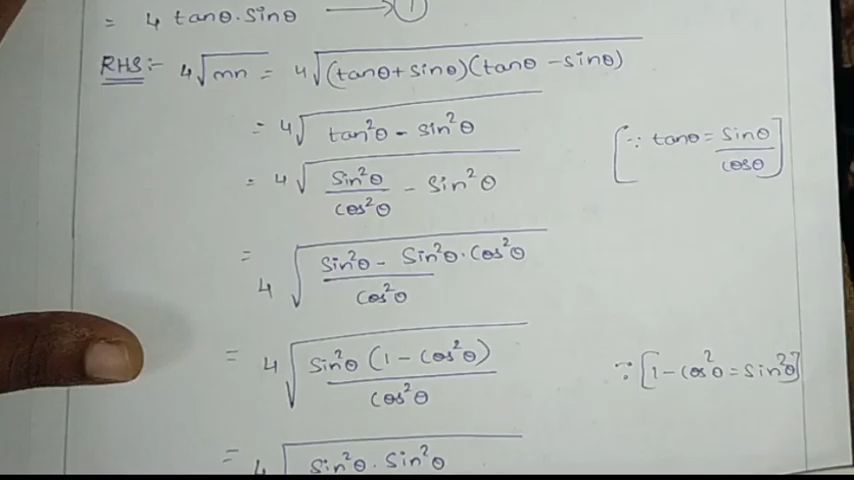 = 4 tanθ.sinθ ⟶ ①
RHS:- 4√mn = 4√(tanθ+sinθ)(tanθ -sinθ)
= 4√tan²θ - sin²θ [∵ tanθ = sinθ/cosθ]
= 4√sin²θ/cos²θ - sin²θ
= 4√(sin²θ - sin²θ.cos²θ)/cos²θ
= 4√sin²θ(1 - cos²θ)/cos²θ ∵ [1-cos²θ = sin²θ]
= 4√sin²θ.sin²θ